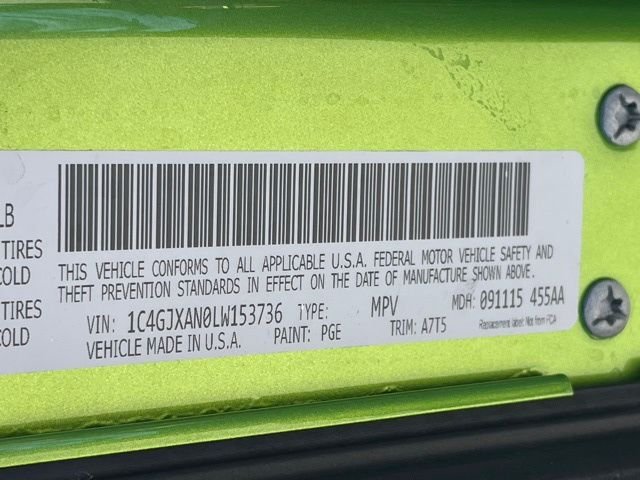 LB
TIRES
COLD
TIRES
COLD
THIS VEHICLE CONFORMS TO ALL APPLICABLE U.S.A. FEDERAL MOTOR VEHICLE SAFETY AND
THEFT PREVENTION STANDARDS IN EFFECT ON THE DATE OF MANUFACTURE SHOWN ABOVE.
VIN: 1C4GJXAN0LW153736 TYPE: MPV MDH: 091115 455AA
VEHICLE MADE IN U.S.A. PAINT: PGE TRIM: A7T5 Replacement label: Not from FCA